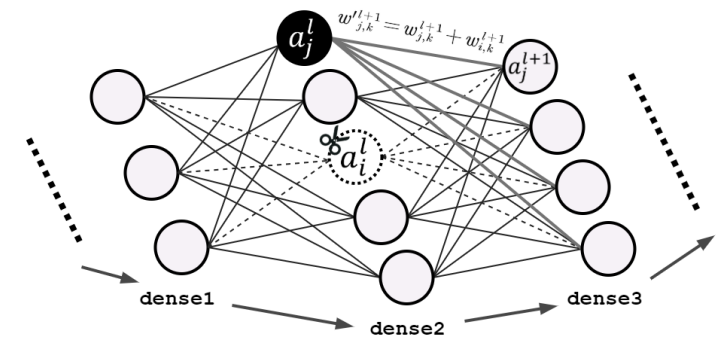 w'^{l+1}_{j,k} = w^{l+1}_{j,k} + w^{l+1}_{i,k}
a^l_j
a^{l+1}_j
a^l_i
dense1
dense2
dense3